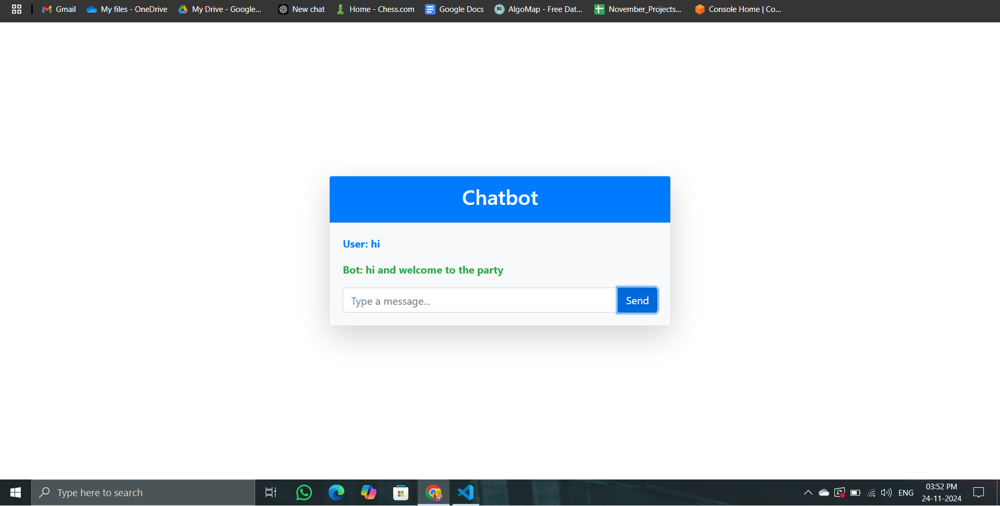 Gmail
My files - OneDrive
My Drive - Google...
New chat
Home - Chess.com
Google Docs
AlgoMap - Free Dat...
November_Projects...
Console Home | Co...
Chatbot
User: hi
Bot: hi and welcome to the party
Type a message...
Send
Type here to search
ENG
03:52 PM
24-11-2024